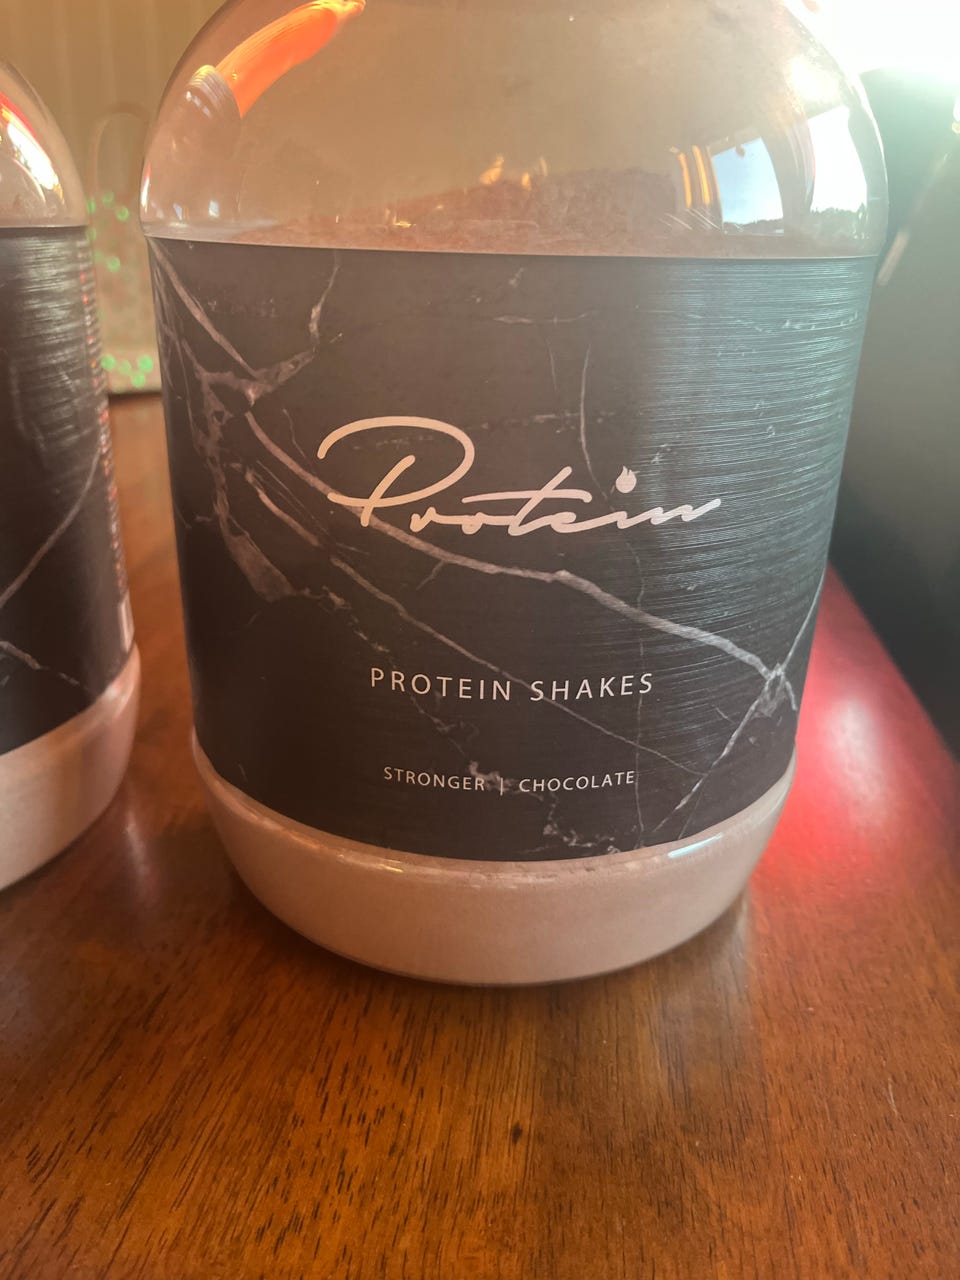 Protein
PROTEIN SHAKES
STRONGER | CHOCOLATE